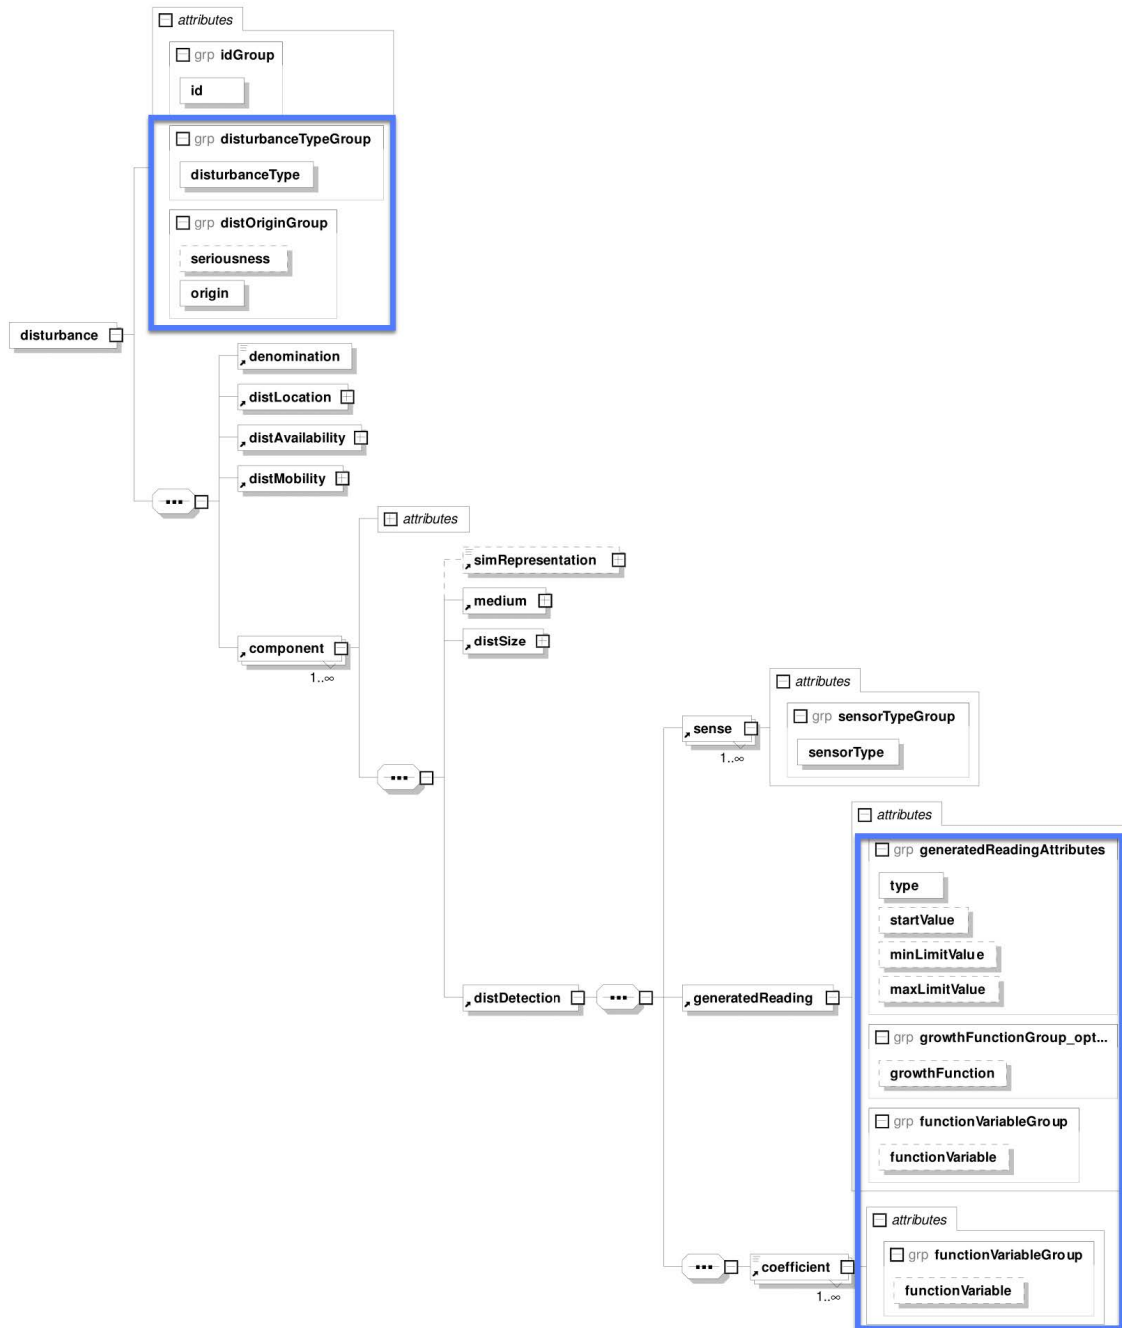 attributes
grp idGroup
id
grp disturbanceTypeGroup
disturbanceType
grp distOriginGroup
seriousness
origin
disturbance
denomination
distLocation
distAvailability
distMobility
attributes
simRepresentation
medium
distSize
component
1..∞
attributes
grp sensorTypeGroup
sense
sensorType
1..∞
attributes
grp generatedReadingAttributes
type
startValue
minLimitValue
maxLimitValue
distDetection
generatedReading
grp growthFunctionGroup_opt...
growthFunction
grp functionVariableGroup
functionVariable
attributes
grp functionVariableGroup
coefficient
functionVariable
1..∞